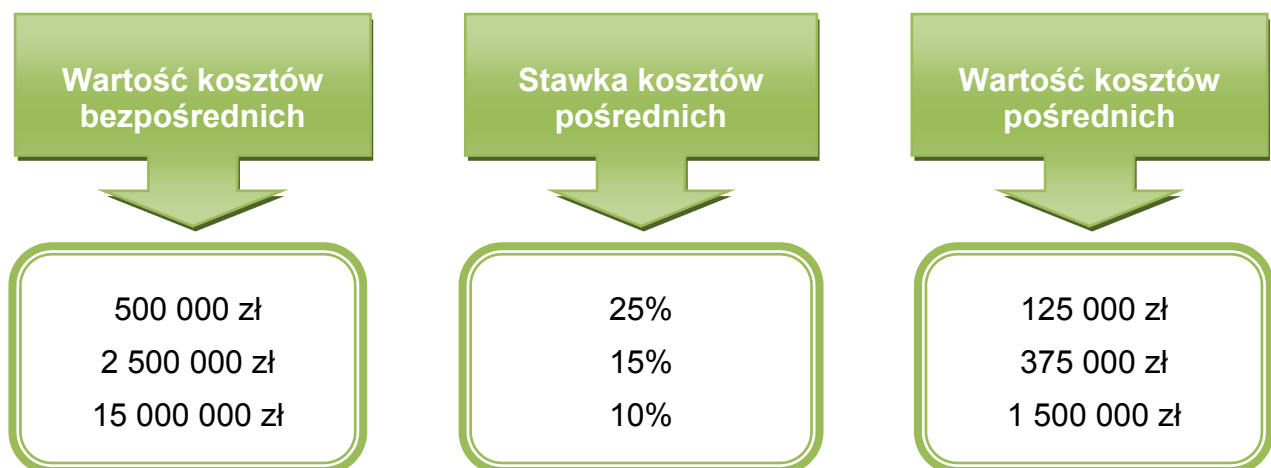 Wartość kosztów
bezpośrednich
500 000 zł
2 500 000 zł
15 000 000 zł
Stawka kosztów
pośrednich
25%
15%
10%
Wartość kosztów
pośrednich
125 000 zł
375 000 zł
1 500 000 zł